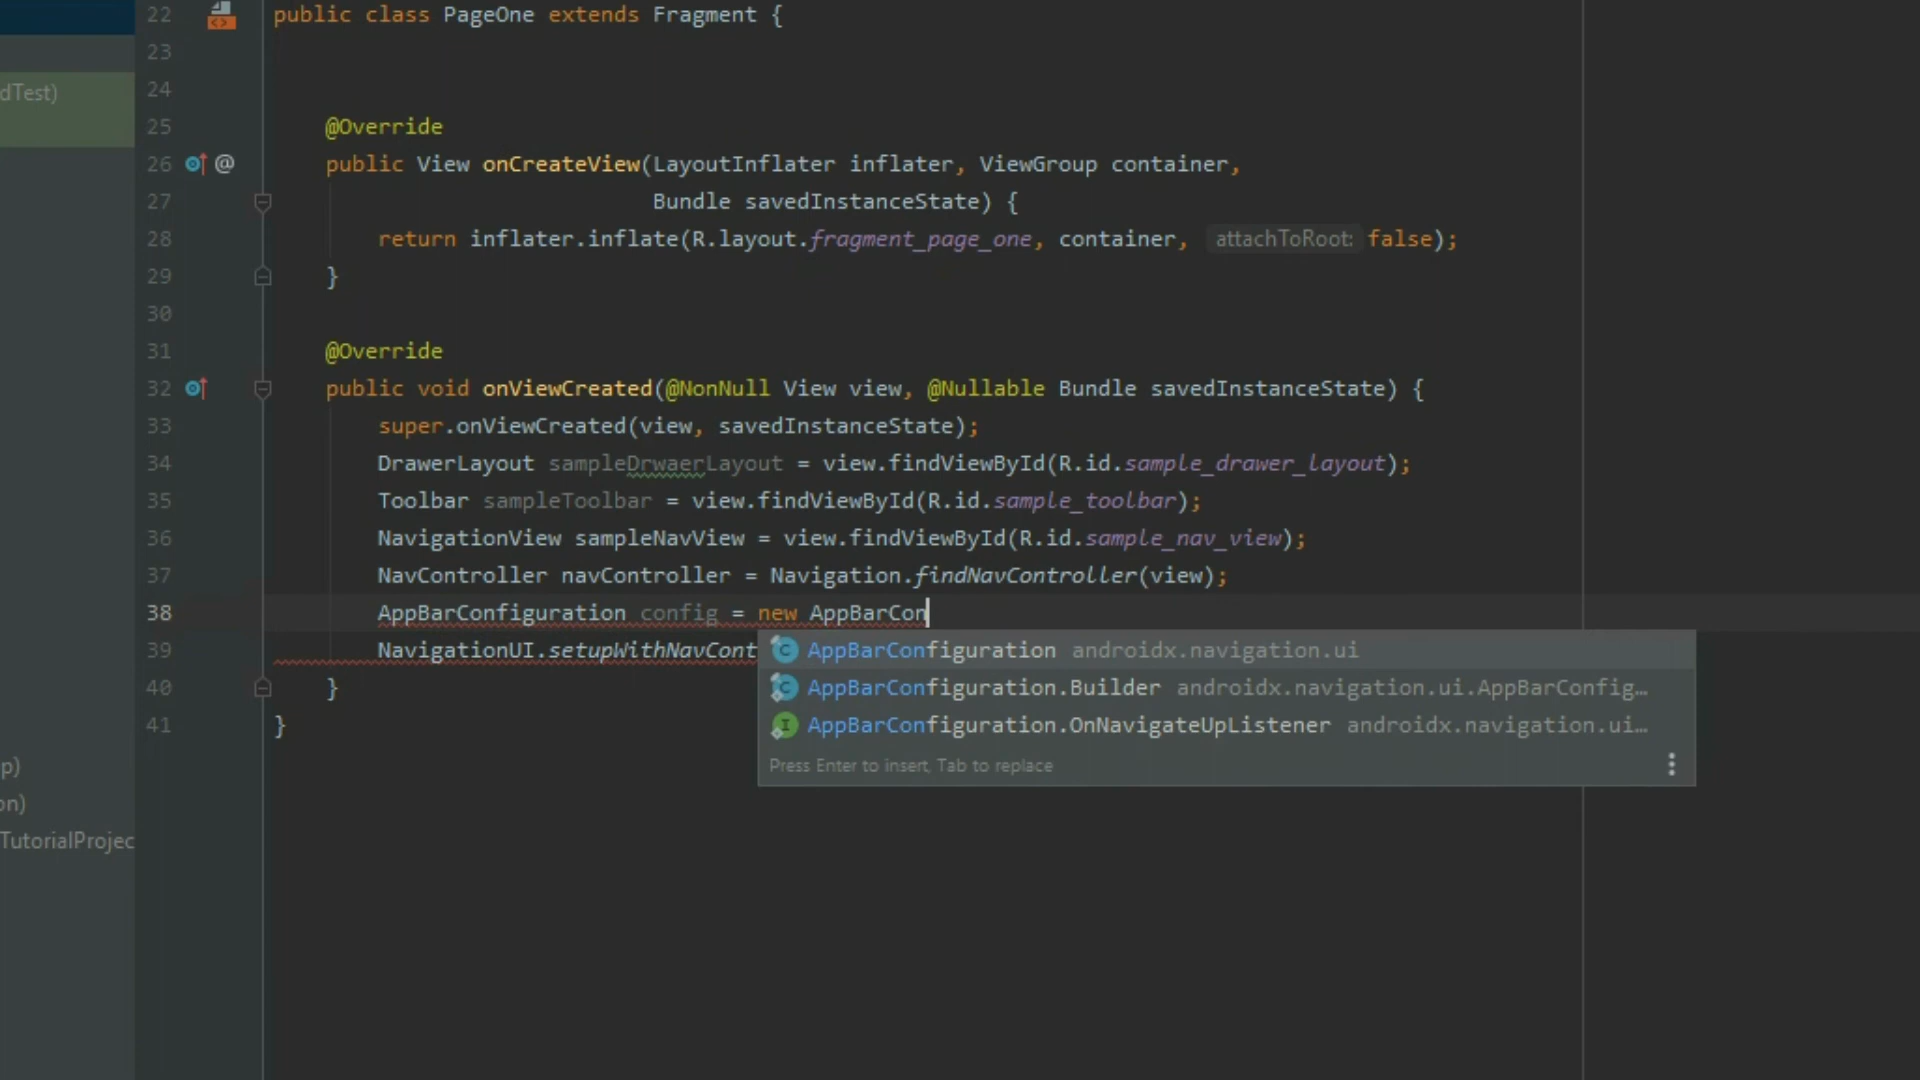 22 public class PageOne extends Fragment {
23
24
dTest)
25 @Override
26 @ public View onCreateView(LayoutInflater inflater, ViewGroup container,
27 Bundle savedInstanceState) {
28 return inflater.inflate(R.layout.fragment_page_one, container, attachToRoot: false);
29 }
30
31 @Override
32 public void onViewCreated(@NonNull View view, @Nullable Bundle savedInstanceState) {
33 super.onViewCreated(view, savedInstanceState);
34 DrawerLayout sampleDrwaerLayout = view.findViewById(R.id.sample_drawer_layout);
35 Toolbar sampleToolbar = view.findViewById(R.id.sample_toolbar);
36 NavigationView sampleNavView = view.findViewById(R.id.sample_nav_view);
37 NavController navController = Navigation.findNavController(view);
38 AppBarConfiguration config = new AppBarCon
39 NavigationUI.setupWithNavCont
40 }
41 }
AppBarConfiguration androidx.navigation.ui
AppBarConfiguration.Builder androidx.navigation.ui.AppBarConfig…
AppBarConfiguration.OnNavigateUpListener androidx.navigation.ui…
Press Enter to insert, Tab to replace
p)
on)
TutorialProjec